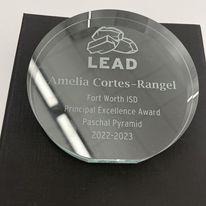 LEAD
Amelia Cortes-Rangel
Fort Worth ISD
Principal Excellence Award
Paschal Pyramid
2022-2023